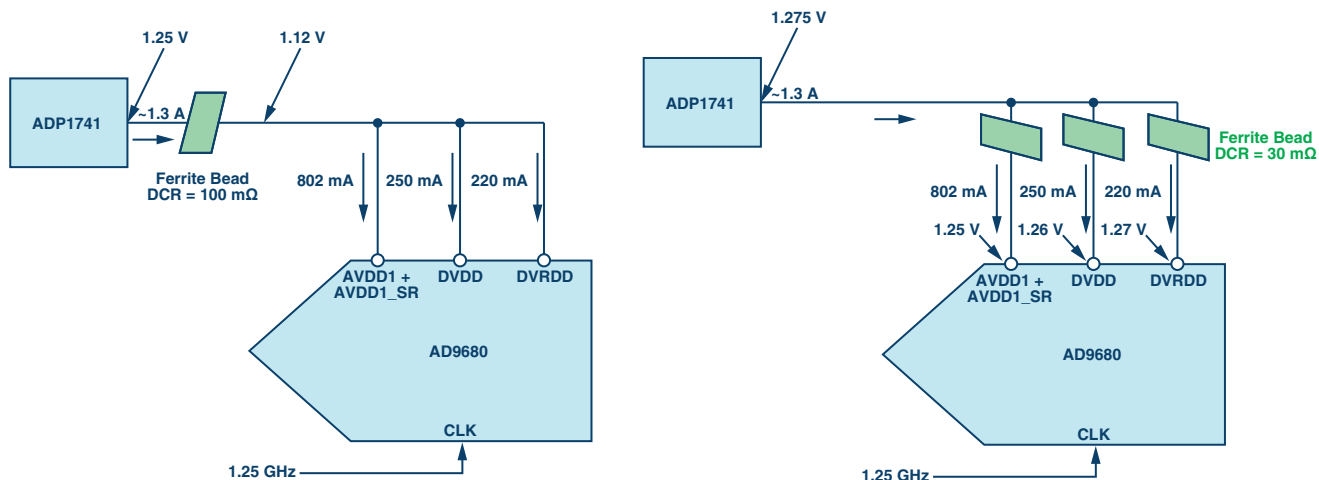 1.25 V
1.12 V
ADP1741
~1.3 A
Ferrite Bead
DCR = 100 mΩ
802 mA
250 mA
220 mA
AVDD1 +
AVDD1_SR
DVDD
DVRDD
AD9680
CLK
1.25 GHz
1.275 V
ADP1741
~1.3 A
Ferrite Bead
DCR = 30 mΩ
802 mA
250 mA
220 mA
1.25 V
1.26 V
1.27 V
AVDD1 +
AVDD1_SR
DVDD
DVRDD
AD9680
CLK
1.25 GHz